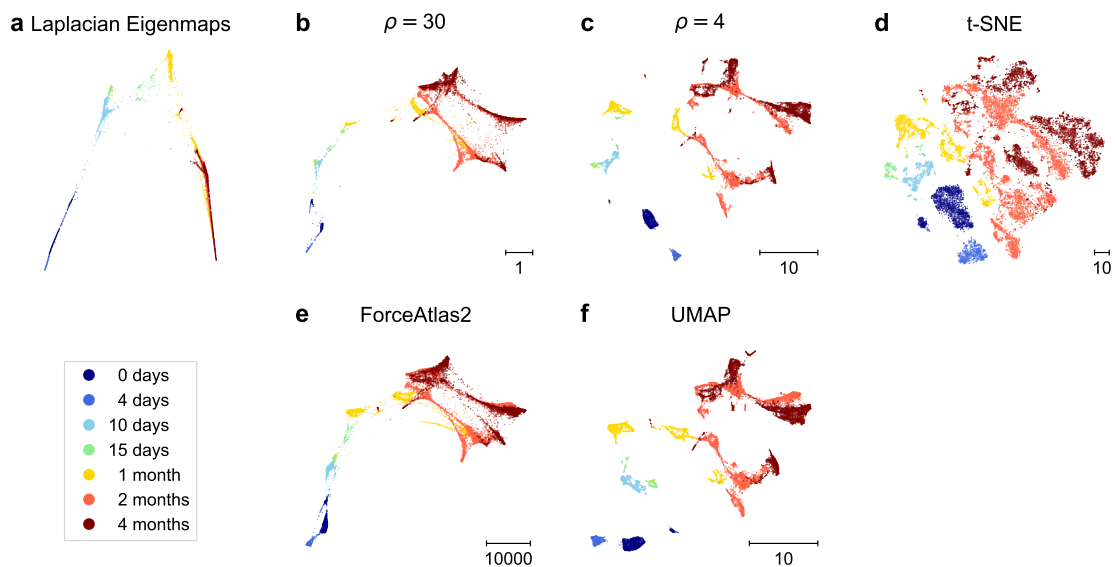 a Laplacian Eigenmaps
b ρ = 30
c ρ = 4
d t-SNE
1
10
10
e ForceAtlas2
f UMAP
0 days
4 days
10 days
15 days
1 month
2 months
4 months
10000
10